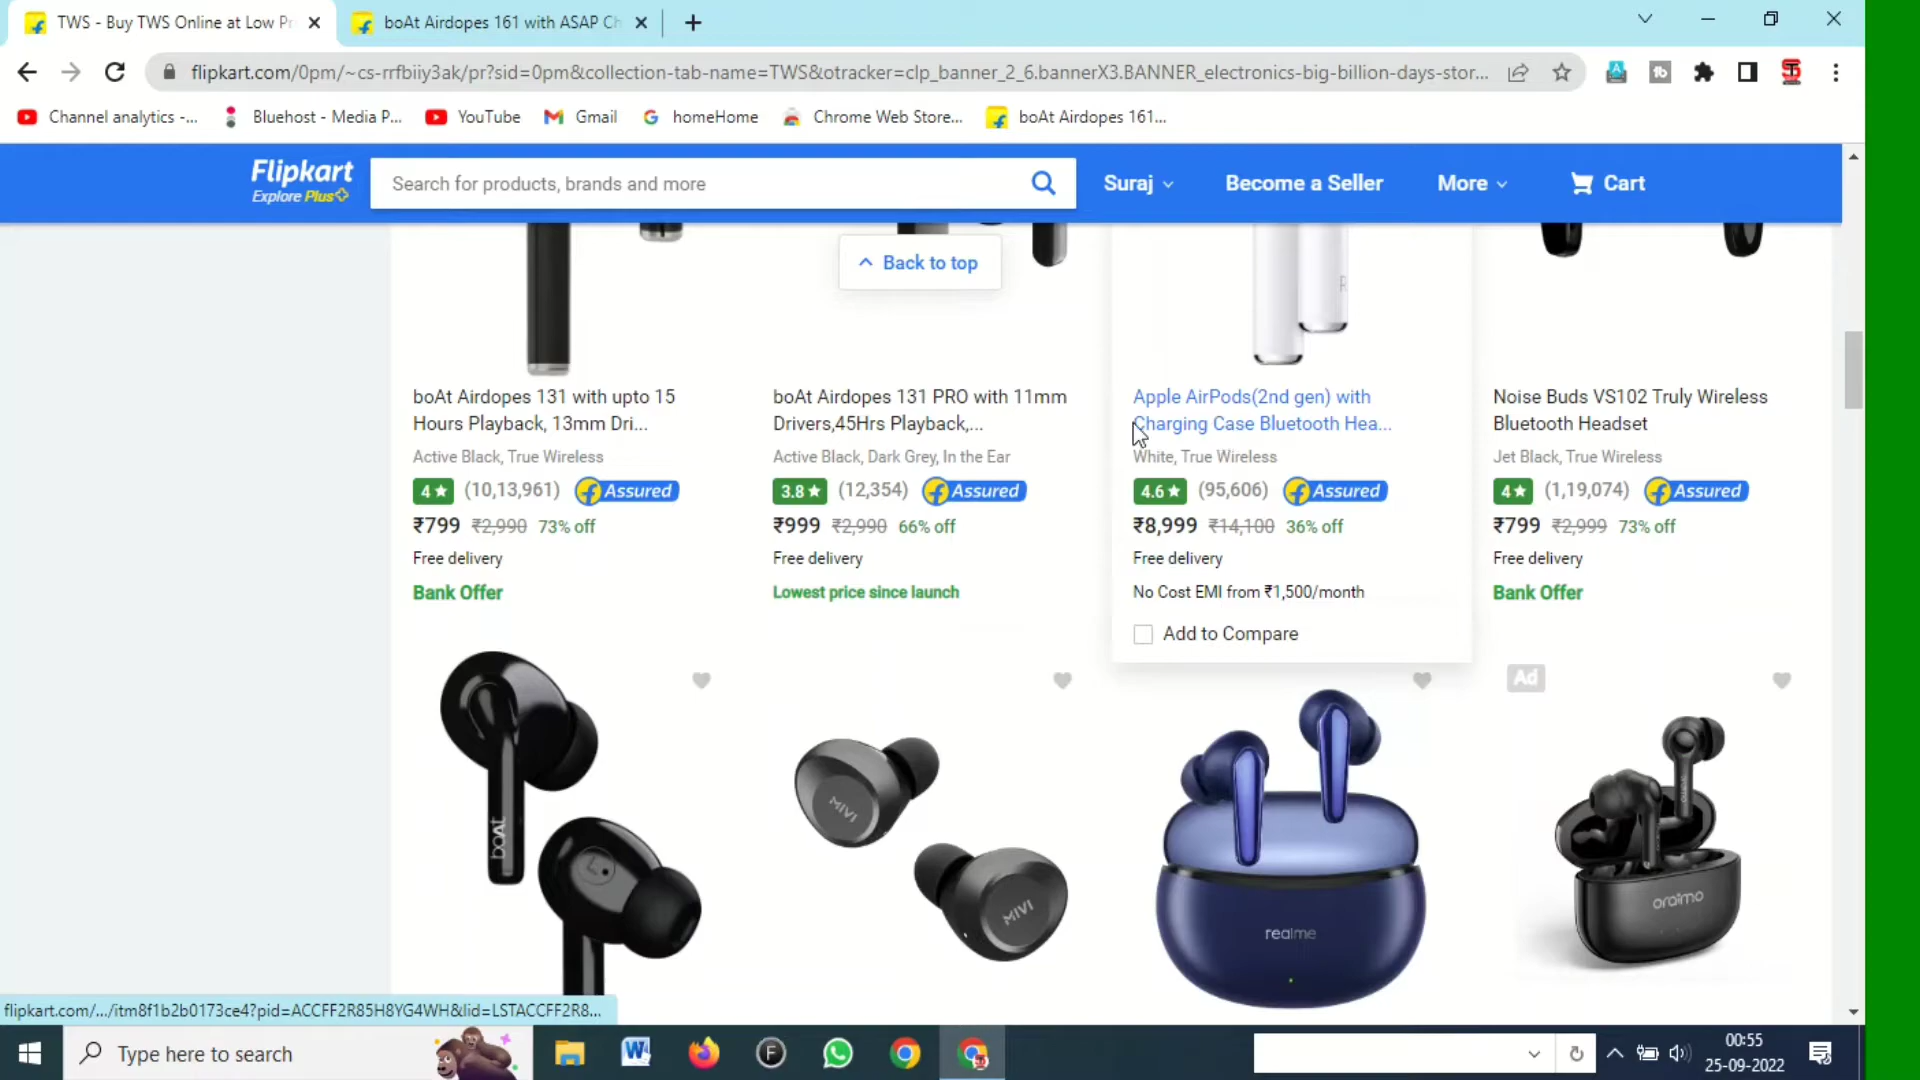 TWS - Buy TWS Online at Low Pr
boAt Airdopes 161 with ASAP Ch
flipkart.com/0pm/~cs-rrfbiiy3ak/pr?sid=0pm&collection-tab-name=TWS&otracker=clp_banner_2_6.bannerX3.BANNER_electronics-big-billion-days-stor...
Channel analytics -...
Bluehost - Media P...
YouTube
Gmail
homeHome
Chrome Web Store...
boAt Airdopes 161...
Flipkart
Explore Plus
Search for products, brands and more
Suraj
Become a Seller
More
Cart
Back to top
boAt Airdopes 131 with upto 15
Hours Playback, 13mm Dri...
Active Black, True Wireless
4★ (10,13,961) Assured
₹799 ₹2,990 73% off
Free delivery
Bank Offer
boAt Airdopes 131 PRO with 11mm
Drivers,45Hrs Playback,...
Active Black, Dark Grey, In the Ear
3.8★ (12,354) Assured
₹999 ₹2,990 66% off
Free delivery
Lowest price since launch
R
Apple AirPods(2nd gen) with
Charging Case Bluetooth Hea...
White, True Wireless
4.6★ (95,606) Assured
₹8,999 ₹14,100 36% off
Free delivery
No Cost EMI from ₹1,500/month
Add to Compare
Noise Buds VS102 Truly Wireless
Bluetooth Headset
Jet Black, True Wireless
4★ (1,19,074) Assured
₹799 ₹2,999 73% off
Free delivery
Bank Offer
boAt
L
MIVI
MIVI
realme
Ad
oraimo
flipkart.com/.../itm8f1b2b0173ce4?pid=ACCFF2R85H8YG4WH&lid=LSTACCFF2R8...
Type here to search
00:55
25-09-2022